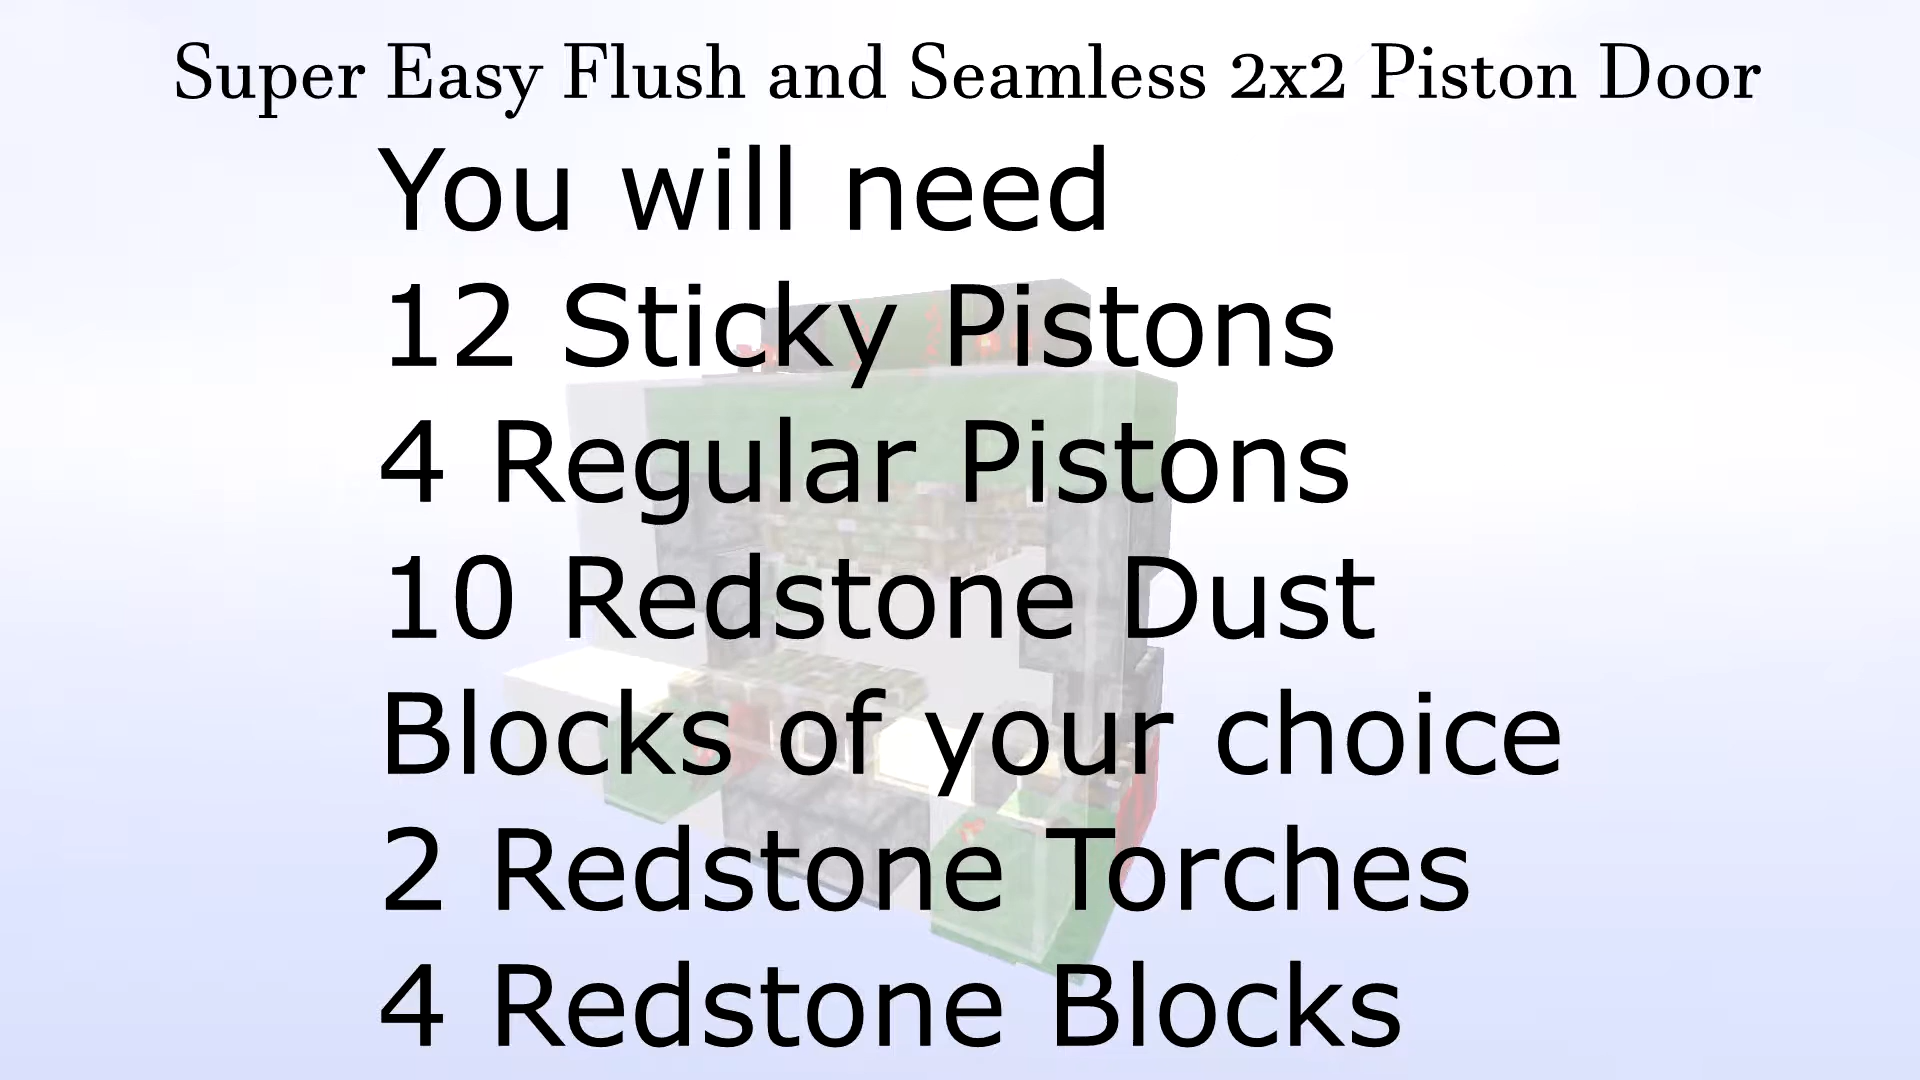 Super Easy Flush and Seamless 2x2 Piston Door
You will need
12 Sticky Pistons
4 Regular Pistons
10 Redstone Dust
Blocks of your choice
2 Redstone Torches
4 Redstone Blocks